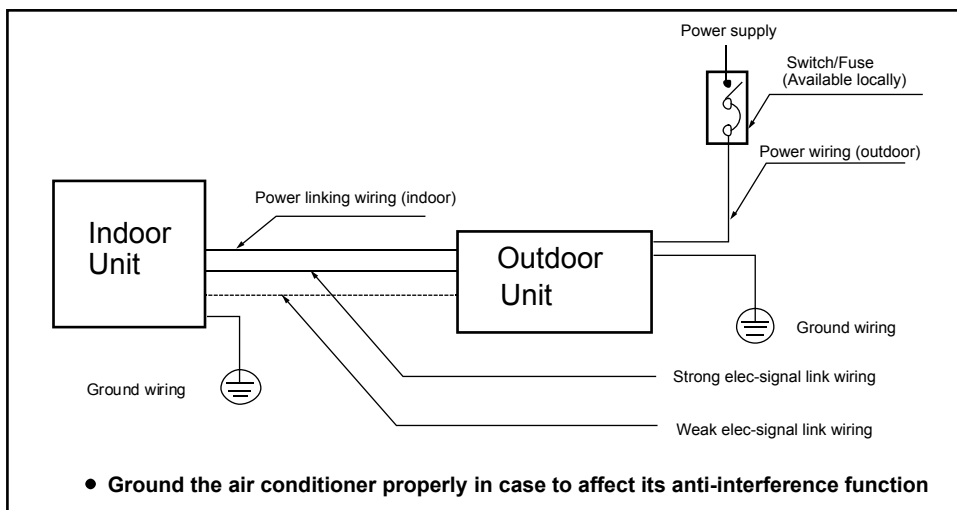 Power supply
Switch/Fuse
(Available locally)
Power wiring (outdoor)
Power linking wiring (indoor)
Indoor
Unit
Outdoor
Unit
Ground wiring
Ground wiring
Strong elec-signal link wiring
Weak elec-signal link wiring
● Ground the air conditioner properly in case to affect its anti-interference function